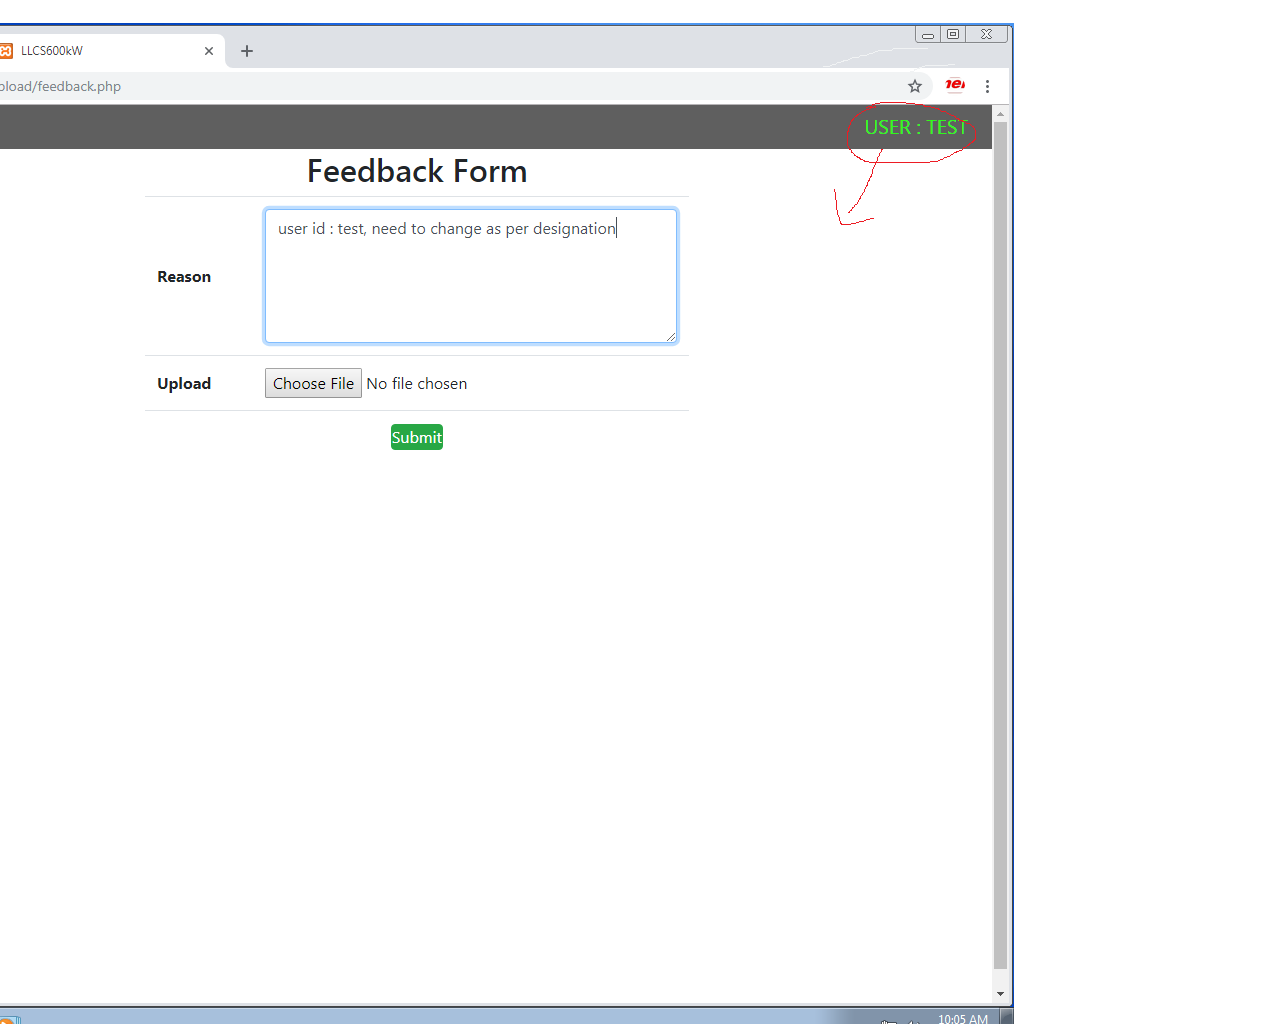 LLCS600kW
pload/feedback.php
USER : TEST
Feedback Form
Reason
user id : test, need to change as per designation
Upload
Choose File No file chosen
Submit
10:05 AM